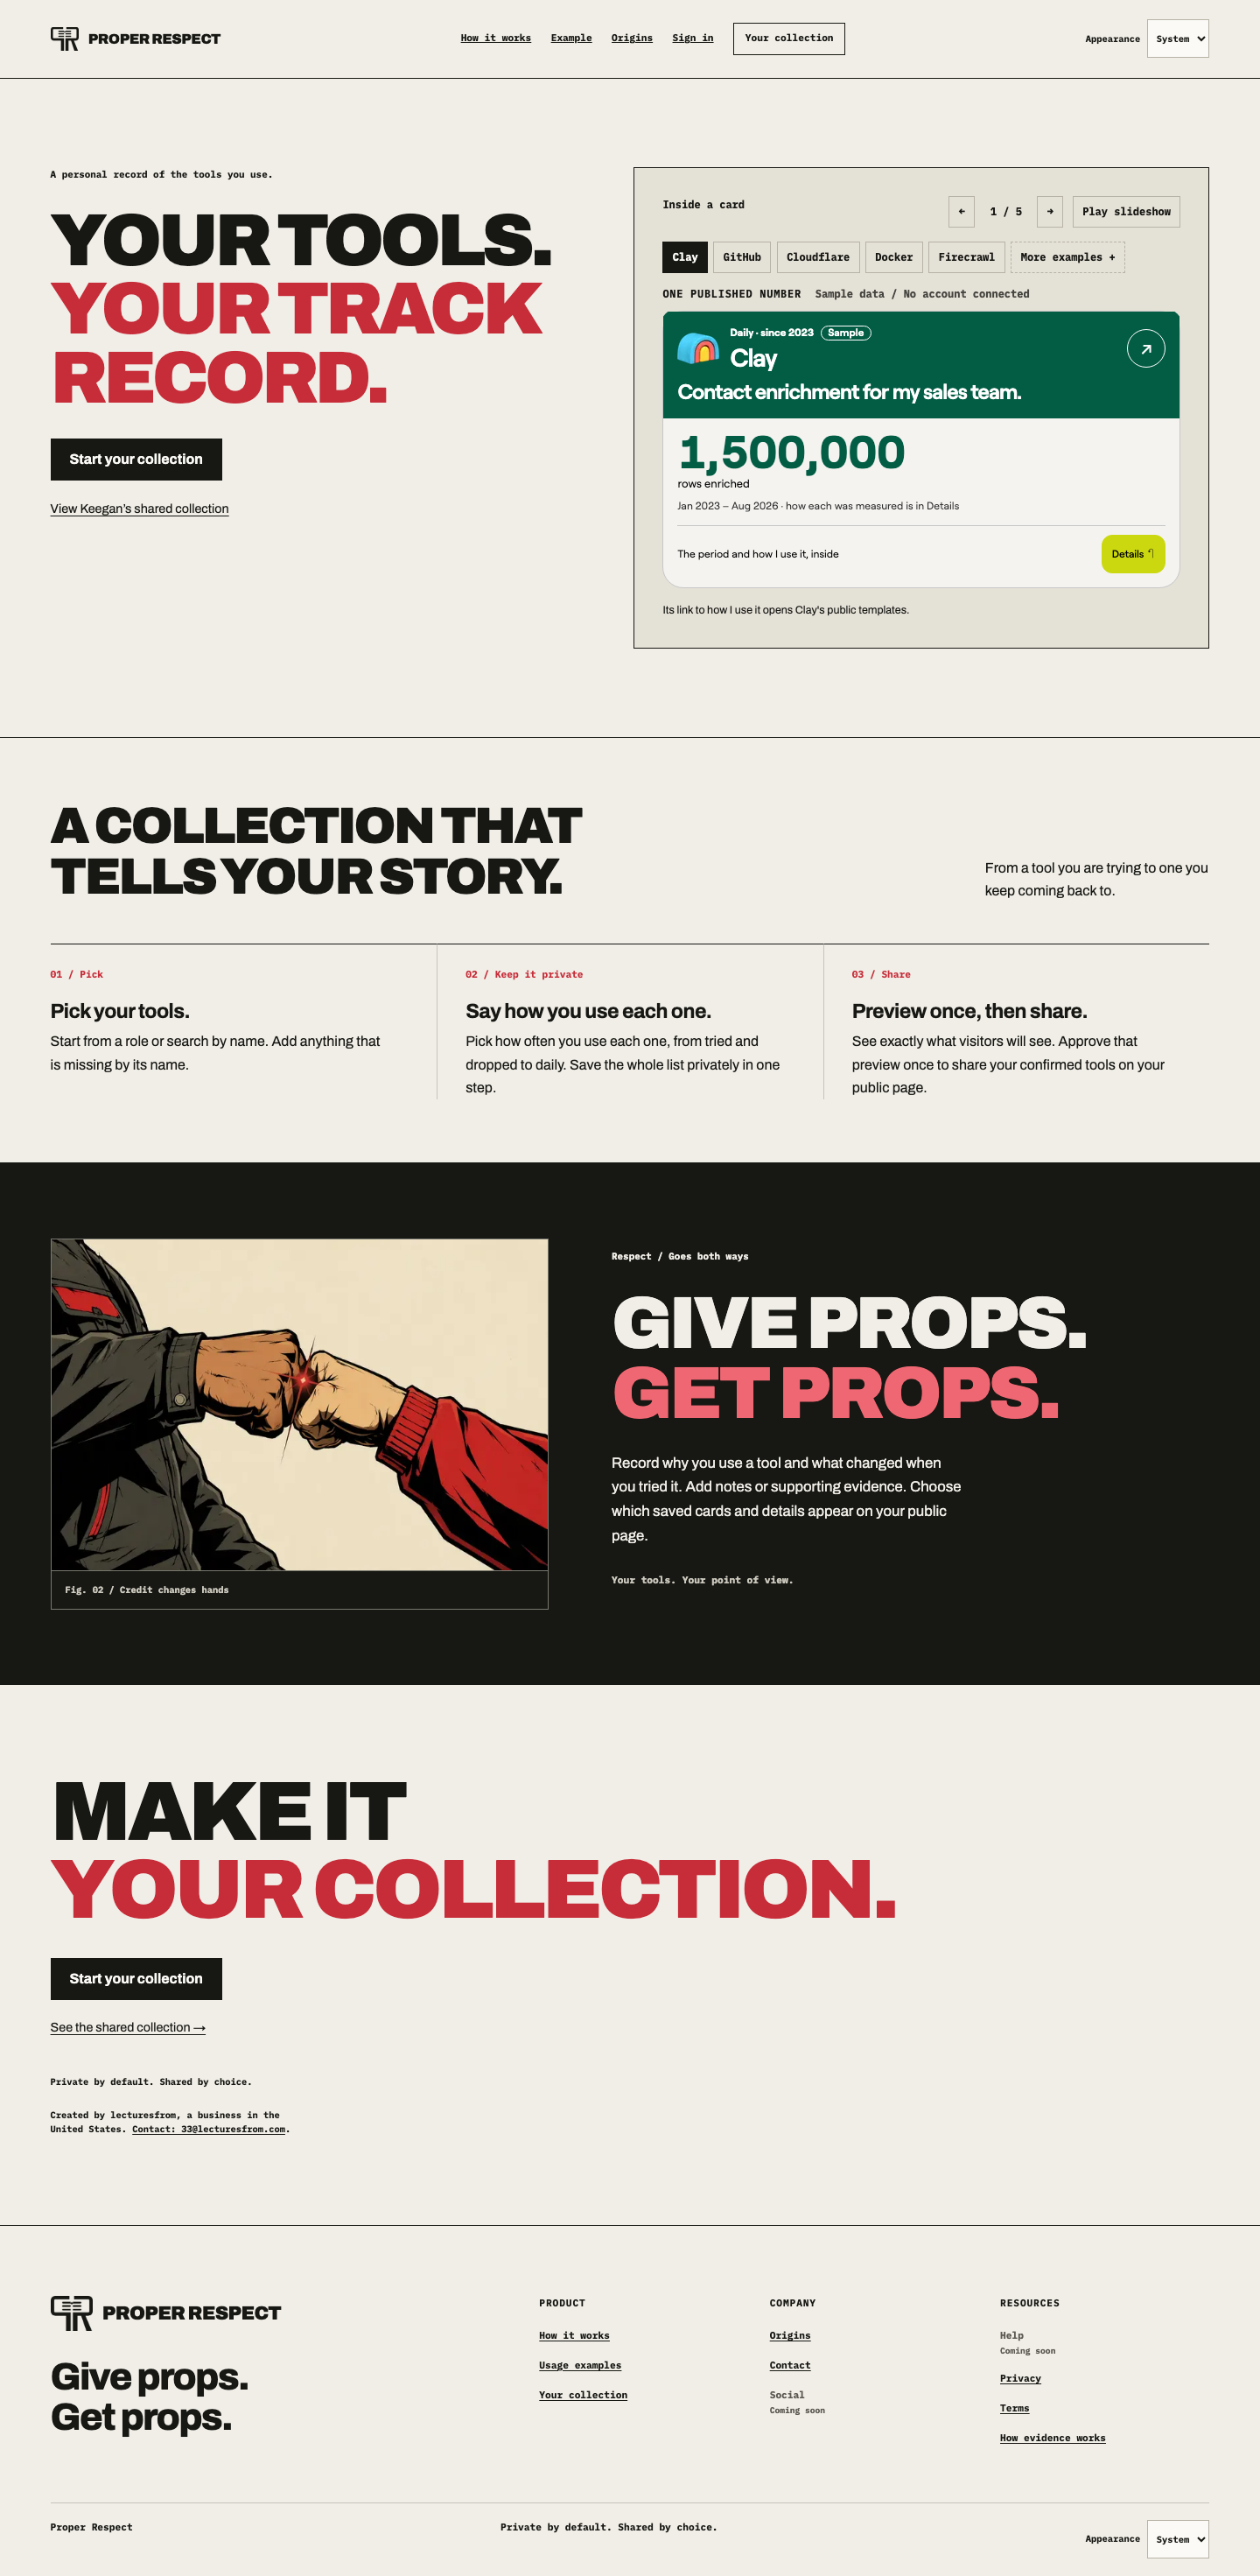 PROPER RESPECT
How it works
Example
Origins
Sign in
Your collection
Appearance
System
A personal record of the tools you use.
YOUR TOOLS.
YOUR TRACK
RECORD.
Start your collection
View Keegan's shared collection
Inside a card
←
1 / 5
→
Play slideshow
Clay
GitHub
Cloudflare
Docker
Firecrawl
More examples +
ONE PUBLISHED NUMBER
Sample data / No account connected
Daily · since 2023
Sample
Clay
Contact enrichment for my sales team.
1,500,000
rows enriched
Jan 2023 – Aug 2026 · how each was measured is in Details
The period and how I use it, inside
Details
Its link to how I use it opens Clay's public templates.
A COLLECTION THAT
TELLS YOUR STORY.
From a tool you are trying to one you
keep coming back to.
01 / Pick
Pick your tools.
Start from a role or search by name. Add anything that
is missing by its name.
02 / Keep it private
Say how you use each one.
Pick how often you use each one, from tried and
dropped to daily. Save the whole list privately in one
step.
03 / Share
Preview once, then share.
See exactly what visitors will see. Approve that
preview once to share your confirmed tools on your
public page.
Fig. 02 / Credit changes hands
Respect / Goes both ways
GIVE PROPS.
GET PROPS.
Record why you use a tool and what changed when
you tried it. Add notes or supporting evidence. Choose
which saved cards and details appear on your public
page.
Your tools. Your point of view.
MAKE IT
YOUR COLLECTION.
Start your collection
See the shared collection →
Private by default. Shared by choice.
Created by lecturesfrom, a business in the
United States. Contact: 33@lecturesfrom.com.
PROPER RESPECT
Give props.
Get props.
PRODUCT
How it works
Usage examples
Your collection
COMPANY
Origins
Contact
Social
Coming soon
RESOURCES
Help
Coming soon
Privacy
Terms
How evidence works
Proper Respect
Private by default. Shared by choice.
Appearance
System